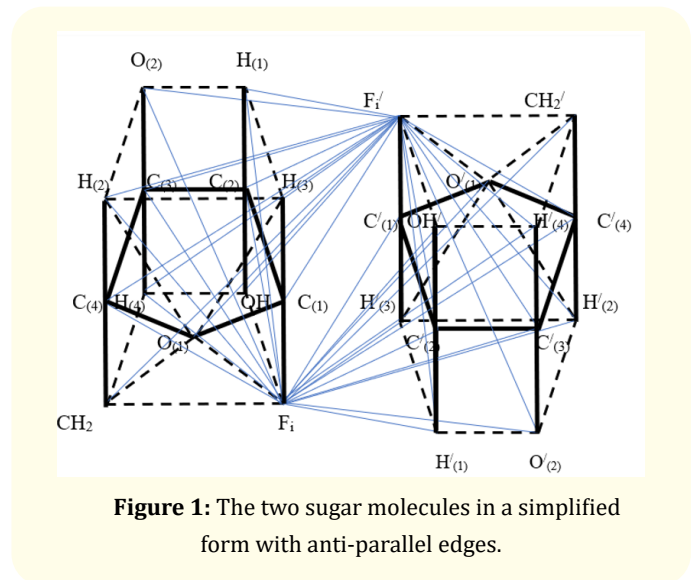 O(2) H(1)
Fi/ CH2/
H(2) C(3) C(2) H(3) O/(1)
C/(1) OH/ H/(4) C/(4)
C(4) H(4) OH C(1) H/(3) H/(2)
O(1) C/(2) C/(3)
CH2 Fi
H/(1) O/(2)
Figure 1: The two sugar molecules in a simplified
form with anti-parallel edges.